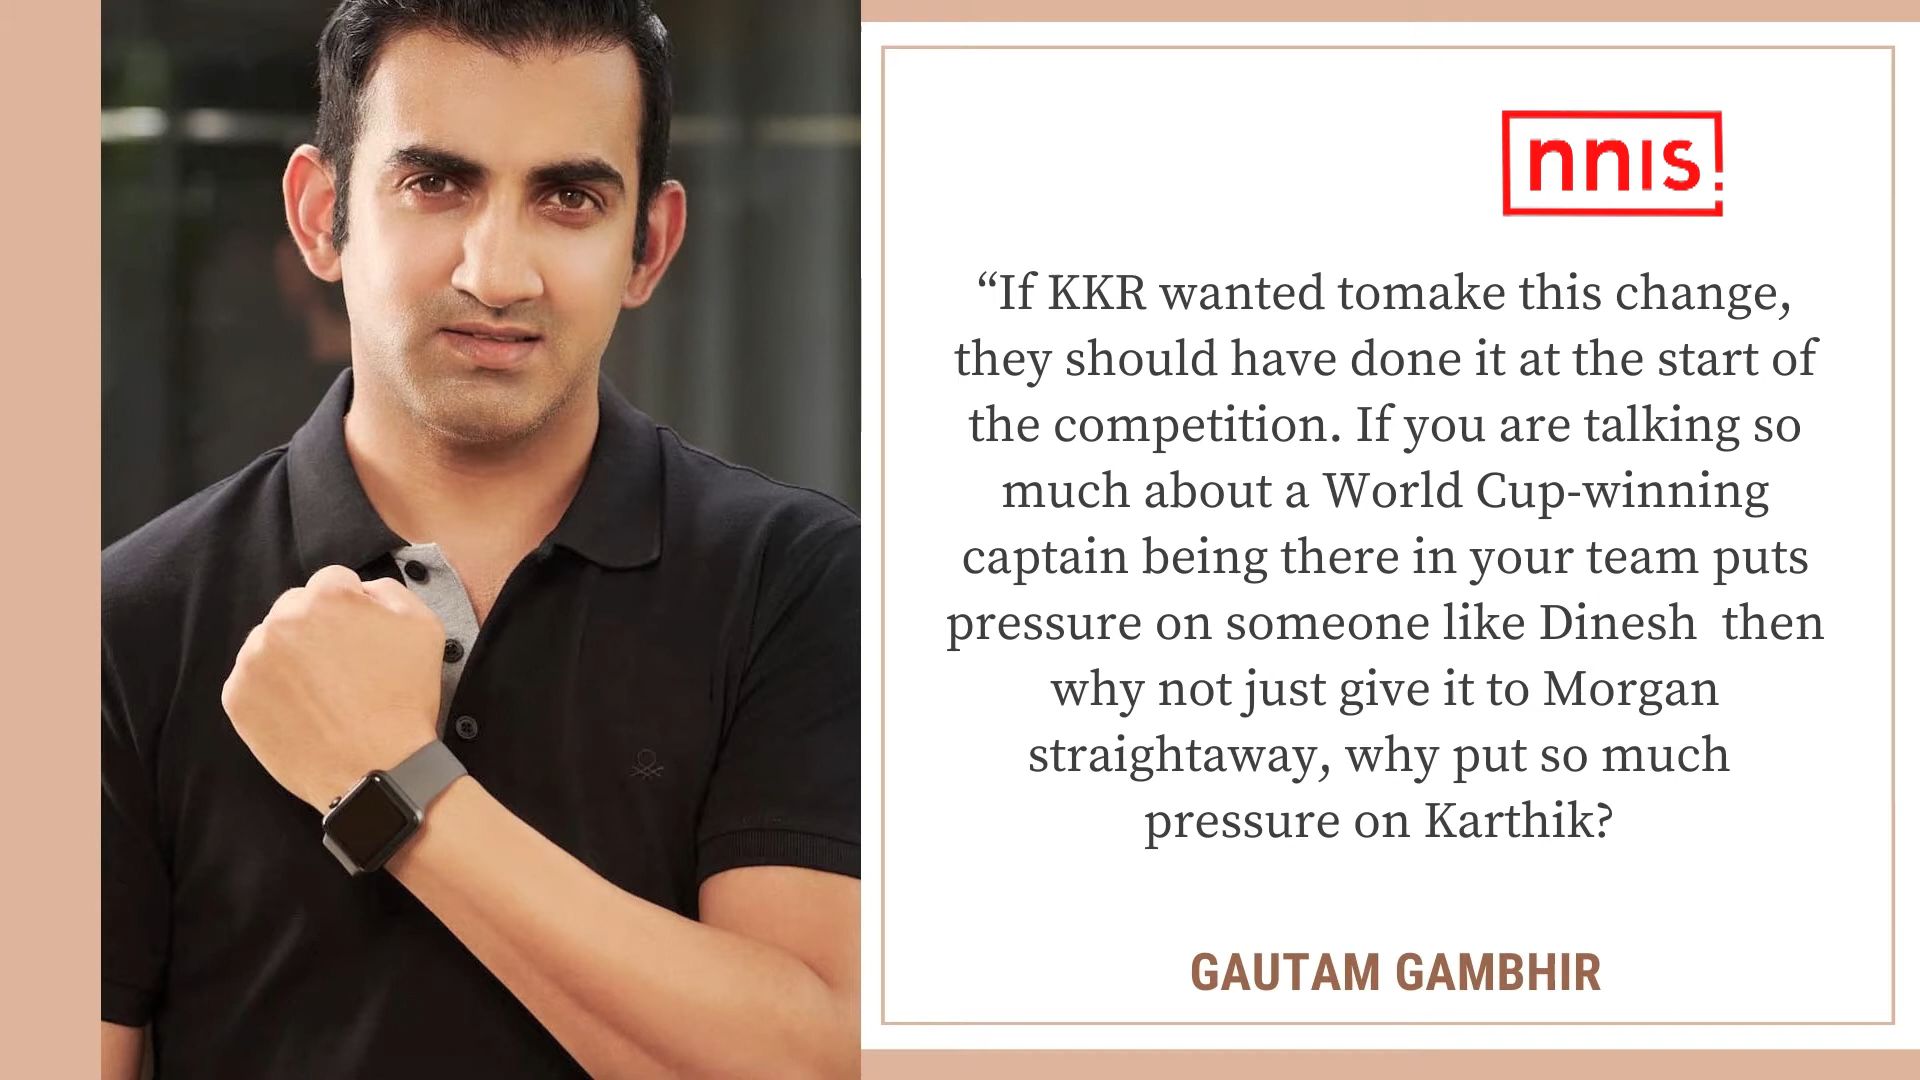 nnis!
“If KKR wanted tomake this change,
they should have done it at the start of
the competition. If you are talking so
much about a World Cup-winning
captain being there in your team puts
pressure on someone like Dinesh  then
why not just give it to Morgan
straightaway, why put so much
pressure on Karthik?
GAUTAM GAMBHIR